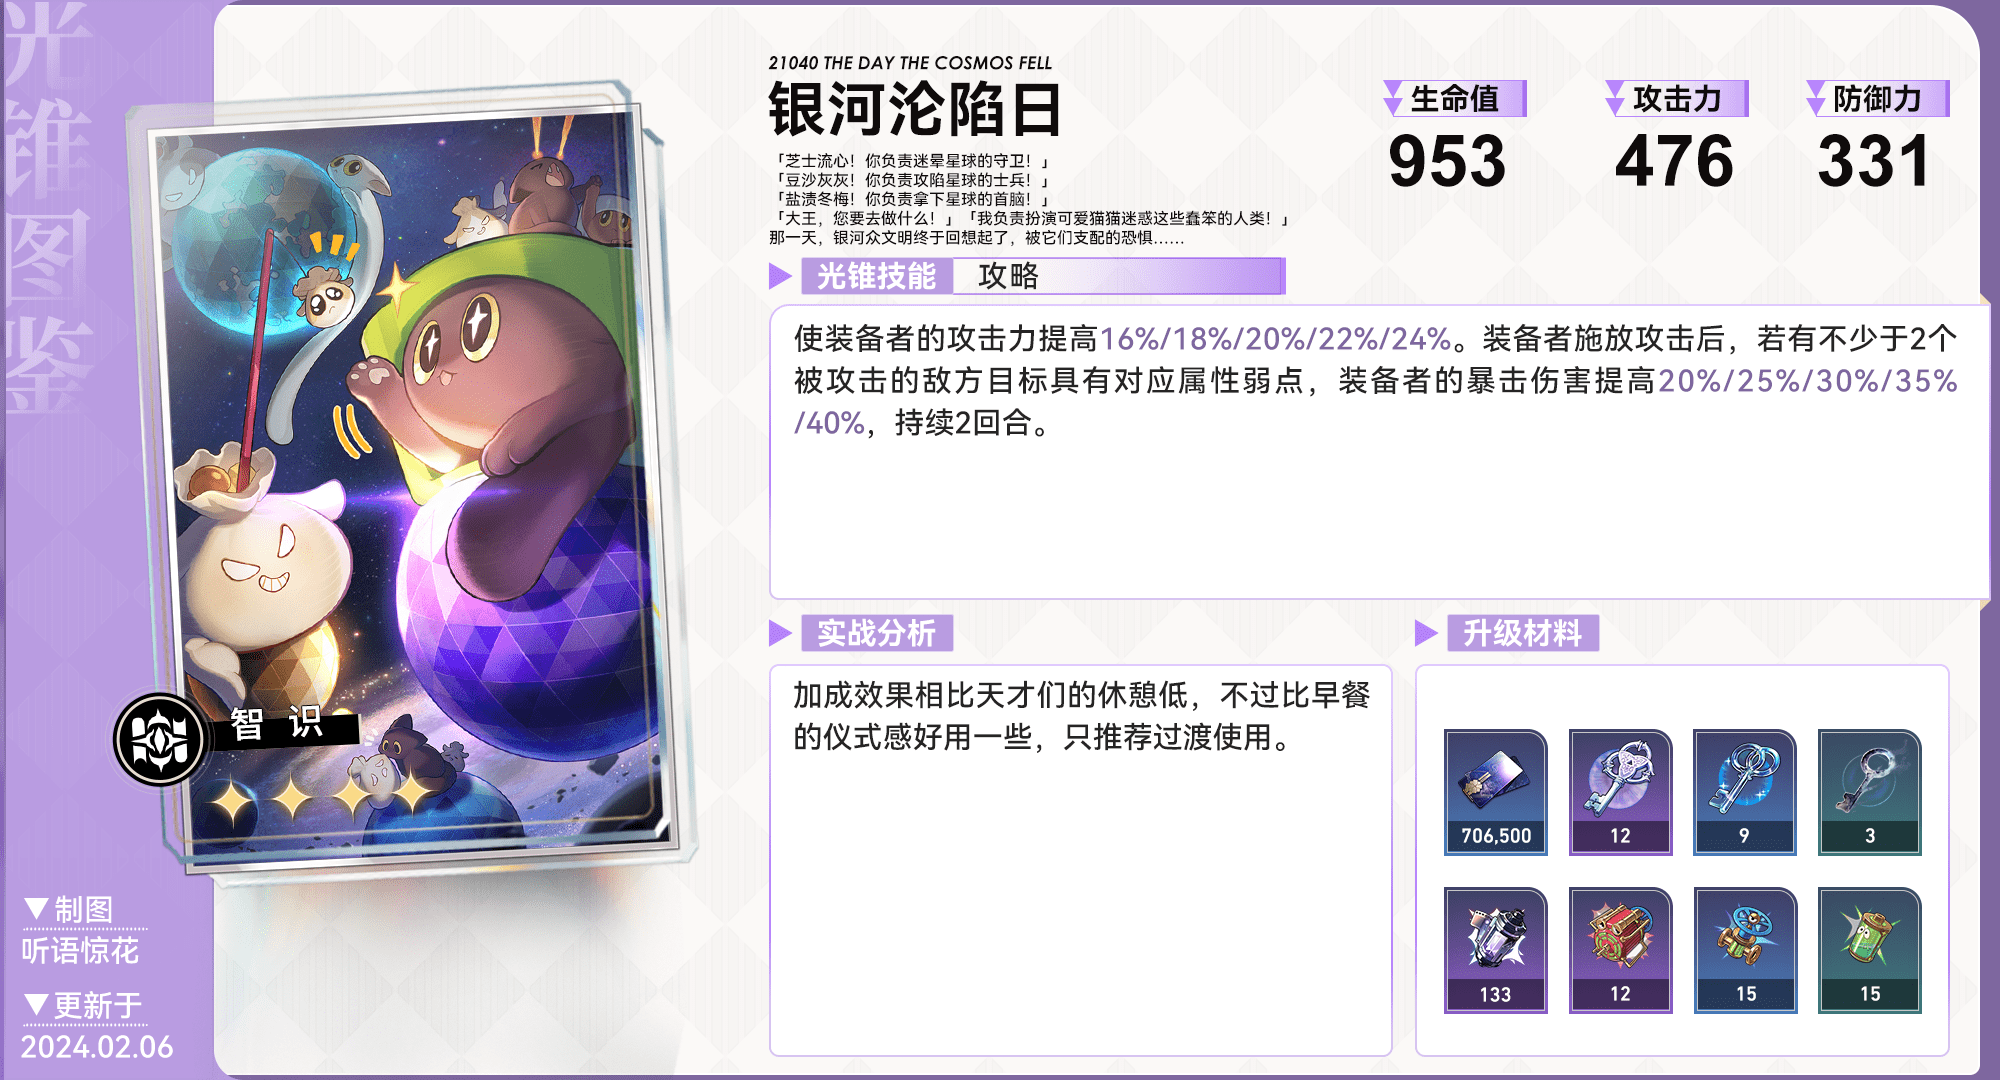 光锥图鉴
21040 THE DAY THE COSMOS FELL
银河沦陷日
「芝士流心！你负责迷晕星球的守卫！」
「豆沙灰灰！你负责攻陷星球的士兵！」
「盐渍冬梅！你负责拿下星球的首脑！」
「大王，您要去做什么！」「我负责扮演可爱猫猫迷惑这些蠢笨的人类！」
那一天，银河众文明终于回想起了，被它们支配的恐惧……
生命值
953
攻击力
476
防御力
331
光锥技能 攻略
使装备者的攻击力提高16%/18%/20%/22%/24%。装备者施放攻击后，若有不少于2个
被攻击的敌方目标具有对应属性弱点，装备者的暴击伤害提高20%/25%/30%/35%
/40%，持续2回合。
智 识
实战分析
加成效果相比天才们的休憩低，不过比早餐
的仪式感好用一些，只推荐过渡使用。
升级材料
706,500
12
9
3
133
12
15
15
▼制图
听语惊花
▼更新于
2024.02.06